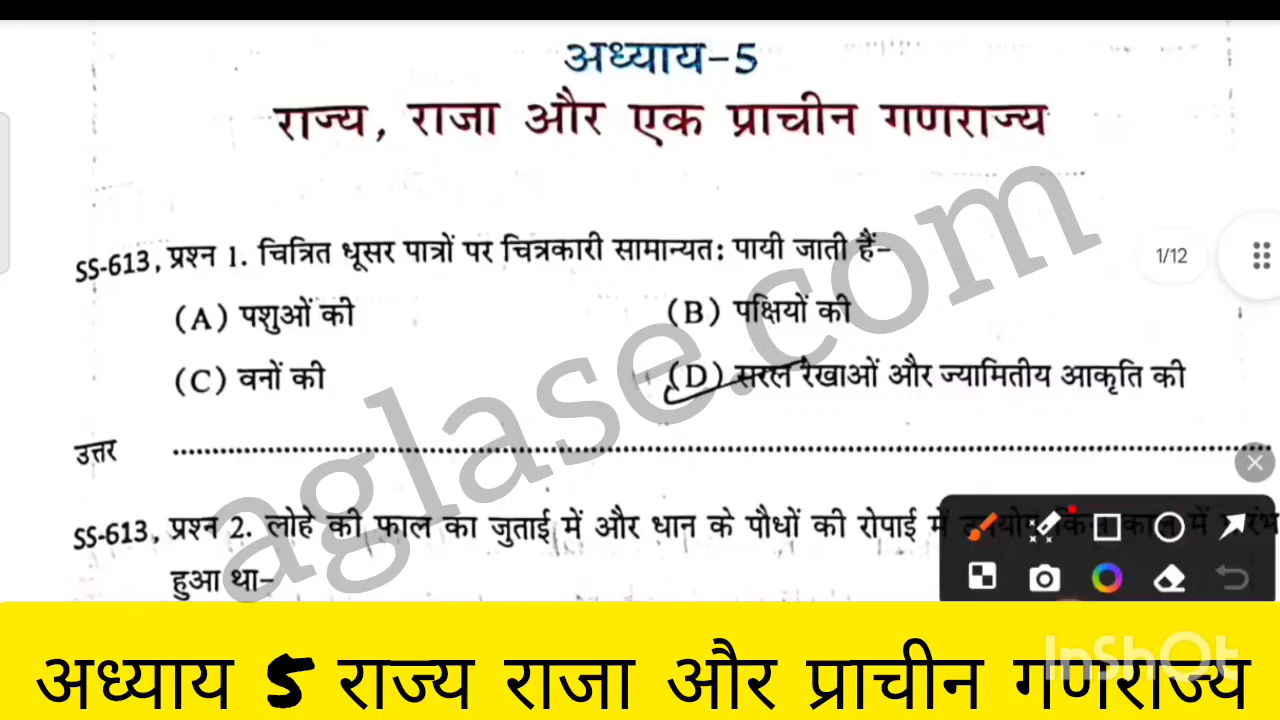 अध्याय-5
राज्य, राजा और एक प्राचीन गणराज्य
SS-613, प्रश्न 1. चित्रित धूसर पात्रों पर चित्रकारी सामान्यत: पायी जाती हैं-
1/12
(A) पशुओं की (B) पक्षियों की
(C) वनों की (D) सरल रेखाओं और ज्यामितीय आकृति की
उत्तर
aglase.com
SS-613, प्रश्न 2. लोहे की फाल का जुताई में और धान के पौधों की रोपाई में
हुआ था-
InShOt
अध्याय 5 राज्य राजा और प्राचीन गणराज्य